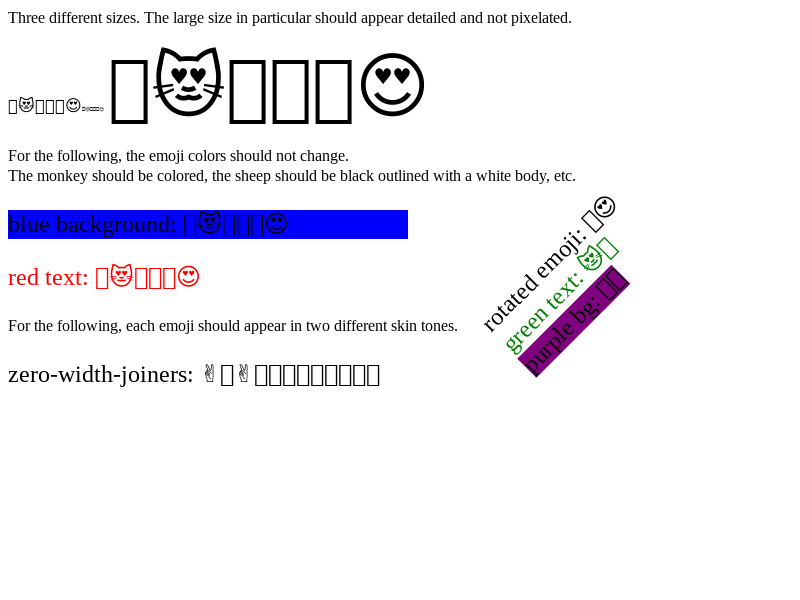 Three different sizes. The large size in particular should appear detailed and not pixelated.
😻😍 😻😍
For the following, the emoji colors should not change.
The monkey should be colored, the sheep should be black outlined with a white body, etc.
blue background: 😻😍
red text: 😻😍
rotated emoji: 😍
green text: 😻
purple bg:
For the following, each emoji should appear in two different skin tones.
zero-width-joiners: ✌✌